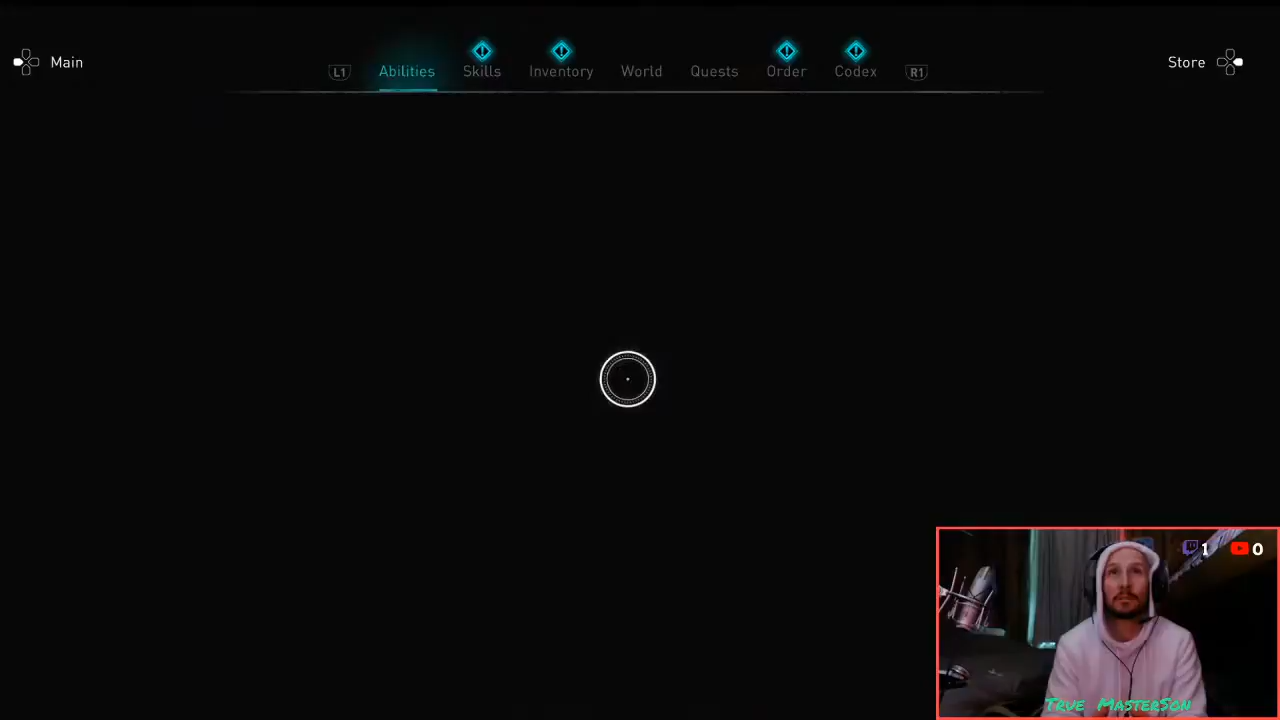 Main
L1 Abilities Skills Inventory World Quests Order Codex R1
Store
1 0
True MasterSon